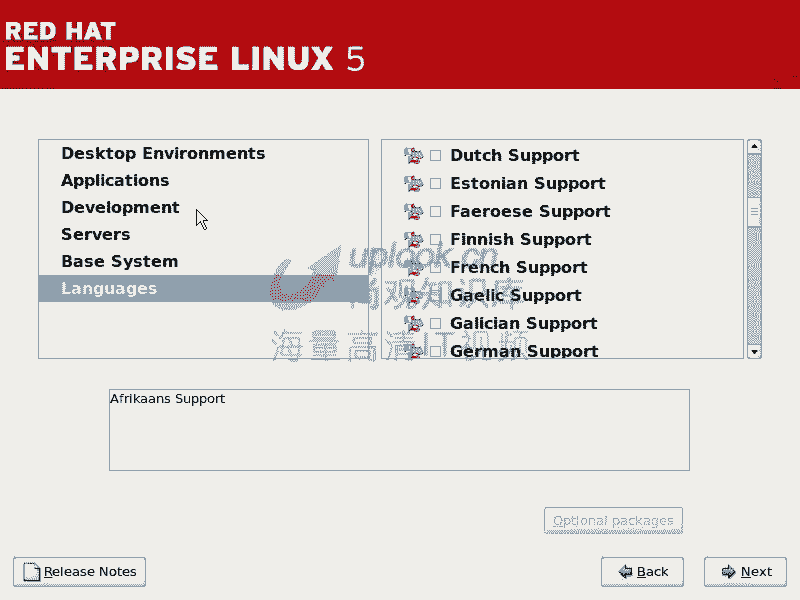 RED HAT
ENTERPRISE LINUX 5
Desktop Environments
Applications
Development
Servers
Base System
Languages
Dutch Support
Estonian Support
Faeroese Support
Finnish Support
French Support
Gaelic Support
Galician Support
German Support
uplook.cn
尚观知识库
海量高清IT视频
Afrikaans Support
Optional packages
Release Notes
Back
Next